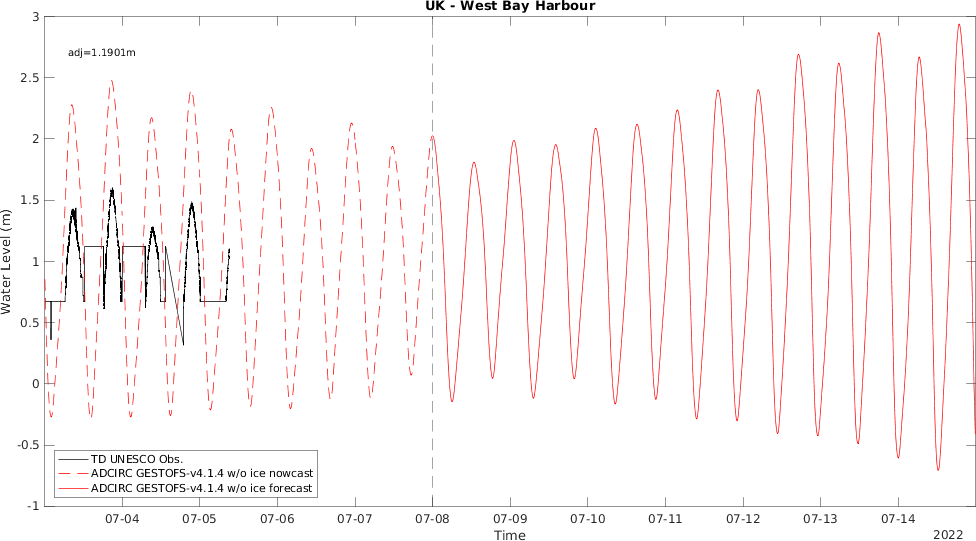 UK - West Bay Harbour
adj=1.1901m
3
2.5
2
1.5
1
0.5
0
-0.5
-1
Water Level (m)
TD UNESCO Obs.
ADCIRC GESTOFS-v4.1.4 w/o ice nowcast
ADCIRC GESTOFS-v4.1.4 w/o ice forecast
07-04 07-05 07-06 07-07 07-08 07-09 07-10 07-11 07-12 07-13 07-14
Time
2022